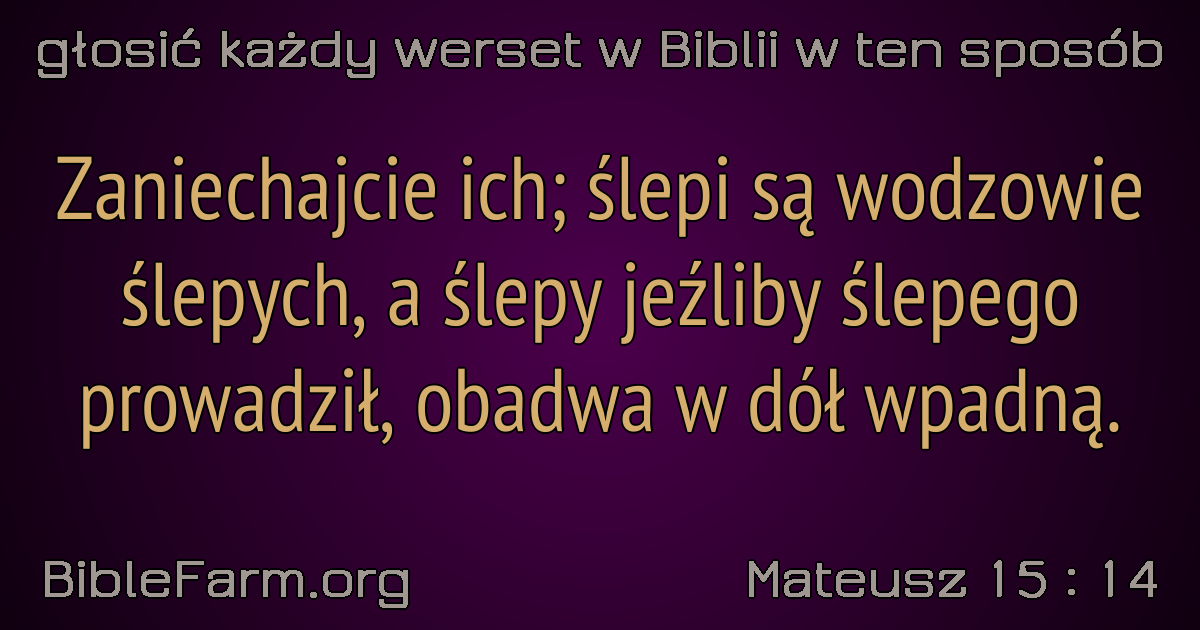 głosić każdy werset w Biblii w ten sposób
Zaniechajcie ich; ślepi są wodzowie
ślepych, a ślepy jeźliby ślepego
prowadził, obadwa w dół wpadną.
BibleFarm.org
Mateusz 15 : 14